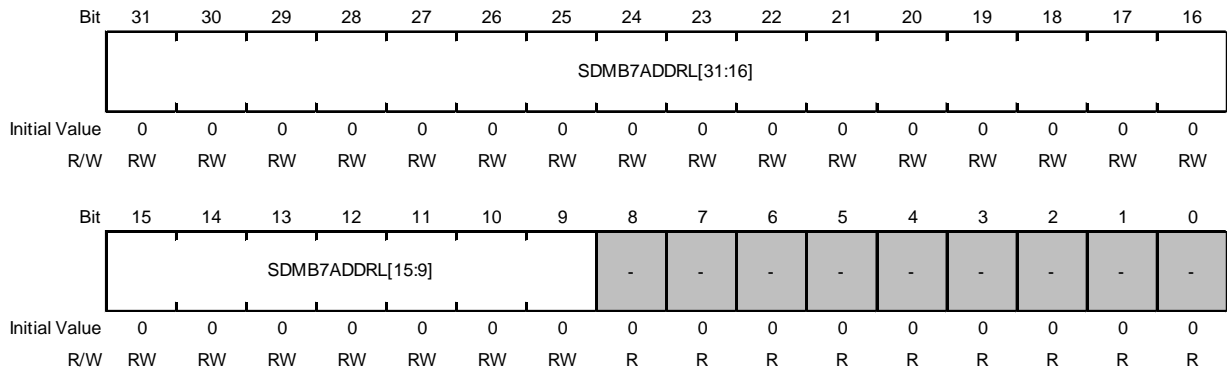 Bit 31 30 29 28 27 26 25 24 23 22 21 20 19 18 17 16
SDMB7ADDRL[31:16]
Initial Value 0 0 0 0 0 0 0 0 0 0 0 0 0 0 0 0
R/W RW RW RW RW RW RW RW RW RW RW RW RW RW RW RW RW
Bit 15 14 13 12 11 10 9 8 7 6 5 4 3 2 1 0
SDMB7ADDRL[15:9] - - - - - - - - -
Initial Value 0 0 0 0 0 0 0 0 0 0 0 0 0 0 0 0
R/W RW RW RW RW RW RW RW R R R R R R R R R